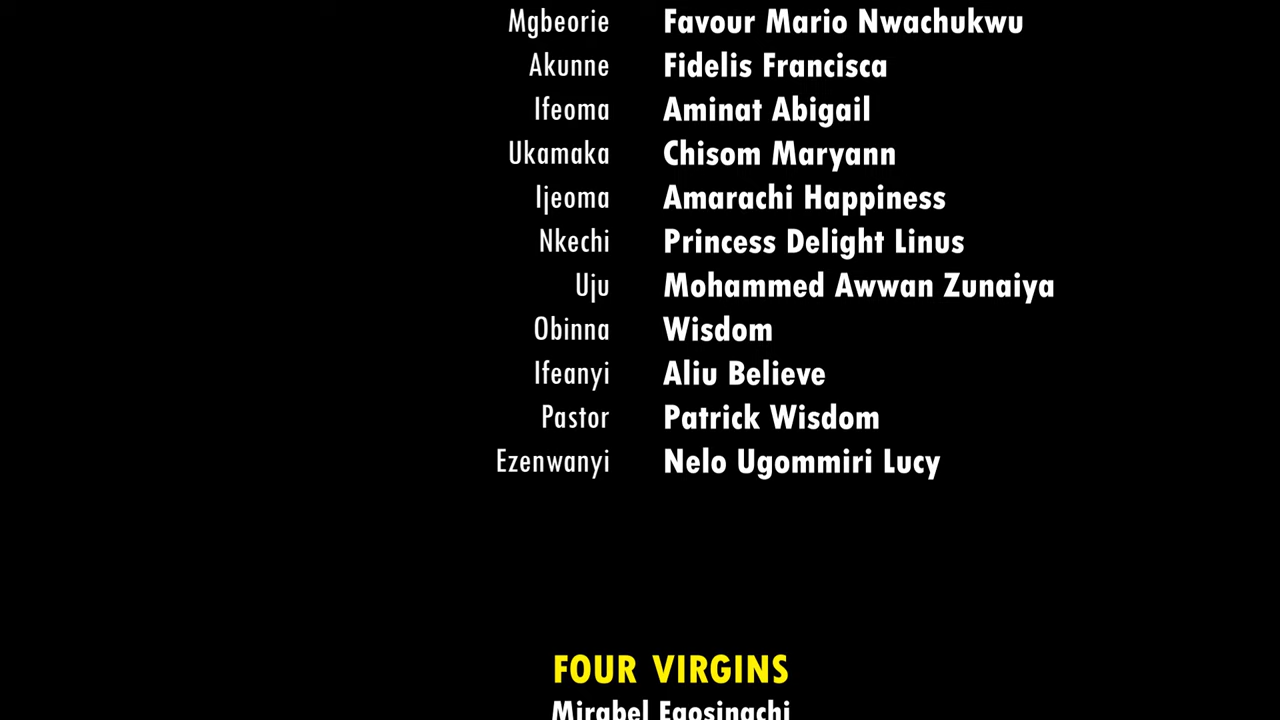 Mgbeorie Favour Mario Nwachukwu
Akunne Fidelis Francisca
Ifeoma Aminat Abigail
Ukamaka Chisom Maryann
Ijeoma Amarachi Happiness
Nkechi Princess Delight Linus
Uju Mohammed Awwan Zunaiya
Obinna Wisdom
Ifeanyi Aliu Believe
Pastor Patrick Wisdom
Ezenwanyi Nelo Ugommiri Lucy
FOUR VIRGINS
Mirabel Egosinachi